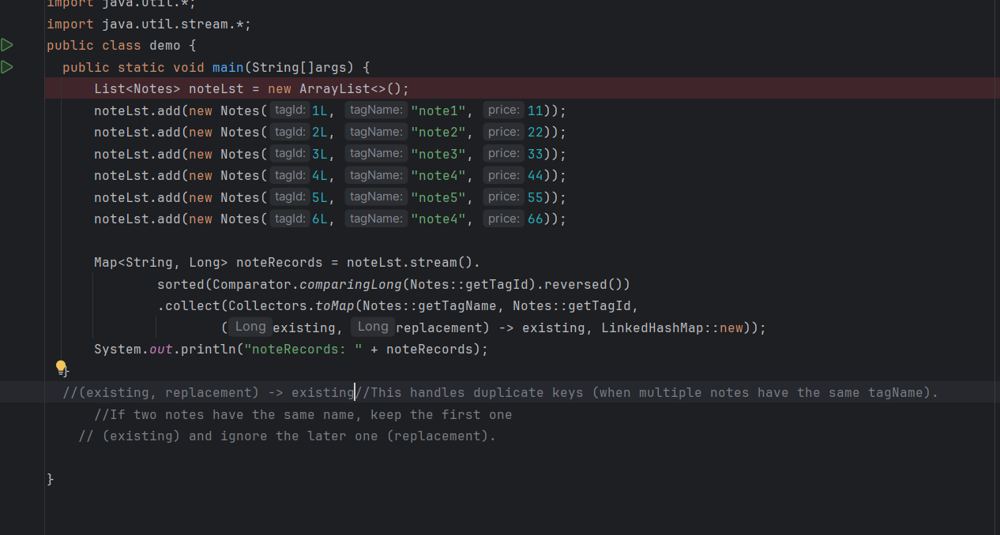 import java.util.*;
import java.util.stream.*;
public class demo {
public static void main(String[]args) {
List<Notes> noteLst = new ArrayList<>();
noteLst.add(new Notes( tagId: 1L, tagName: "note1", price: 11));
noteLst.add(new Notes( tagId: 2L, tagName: "note2", price: 22));
noteLst.add(new Notes( tagId: 3L, tagName: "note3", price: 33));
noteLst.add(new Notes( tagId: 4L, tagName: "note4", price: 44));
noteLst.add(new Notes( tagId: 5L, tagName: "note5", price: 55));
noteLst.add(new Notes( tagId: 6L, tagName: "note4", price: 66));
Map<String, Long> noteRecords = noteLst.stream().
sorted(Comparator.comparingLong(Notes::getTagId).reversed())
.collect(Collectors.toMap(Notes::getTagName, Notes::getTagId,
( Long existing, Long replacement) -> existing, LinkedHashMap::new));
System.out.println("noteRecords: " + noteRecords);
}
//(existing, replacement) -> existing//This handles duplicate keys (when multiple notes have the same tagName).
//If two notes have the same name, keep the first one
// (existing) and ignore the later one (replacement).
}